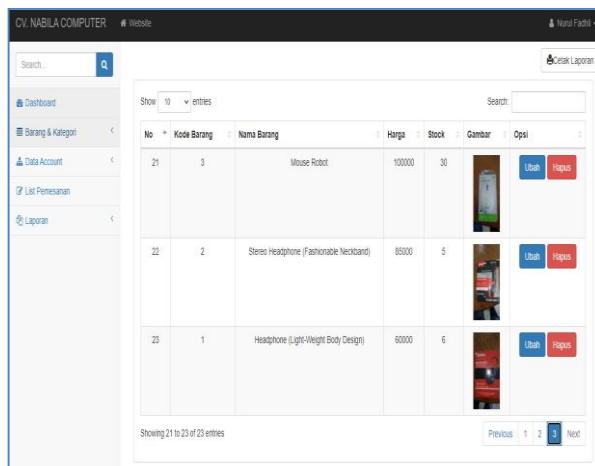 CV. NABILA COMPUTER Website Nurul Fadhli
Search...
Cetak Laporan
Dashboard
Barang & Kategori
Data Account
List Pemesanan
Laporan
Show 10 entries Search:
No Kode Barang Nama Barang Harga Stock Gambar Opsi
21 3 Mouse Robot 100000 30 Ubah Hapus
22 2 Stereo Headphone (Fashionable Neckband) 85000 5 Ubah Hapus
23 1 Headphone (Light-Weight Body Design) 60000 6 Ubah Hapus
Showing 21 to 23 of 23 entries Previous 1 2 3 Next